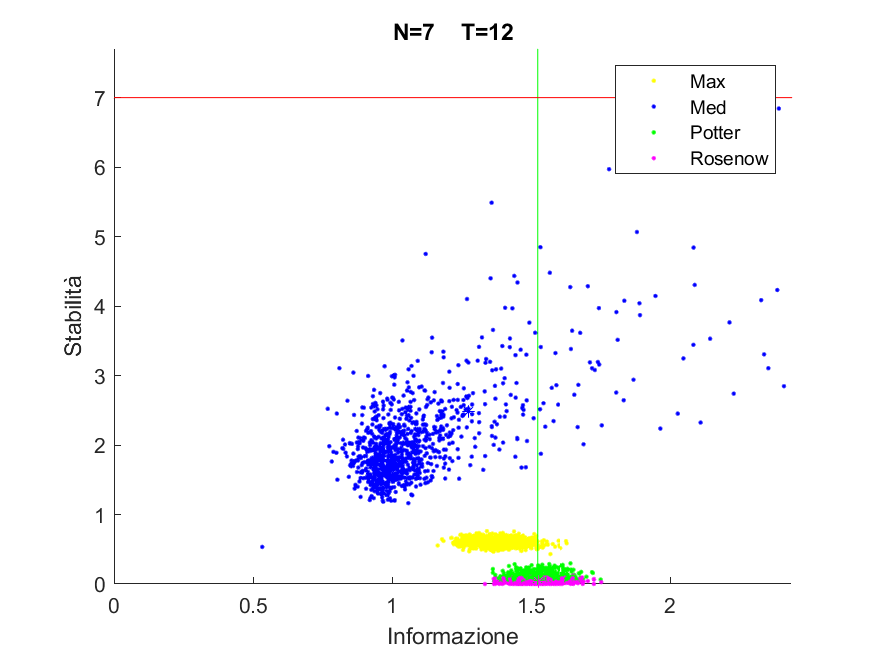 N=7 T=12
Max
Med
Potter
Rosenow
Stabilità
7
6
5
4
3
2
1
0
0 0.5 1 1.5 2
Informazione